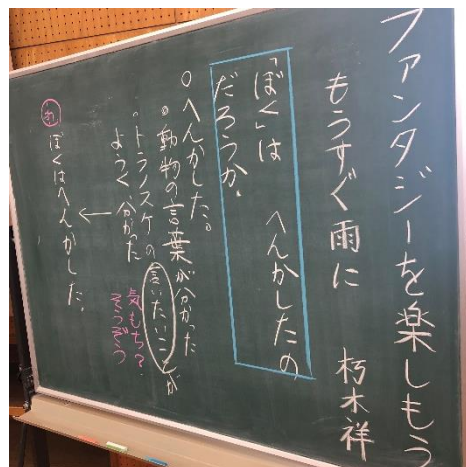 ファンタジーを楽しもう
もうすぐ雨に　朽木祥
「ぼく」は　へんかしたの
だろうか。
○へんかした。
○動物の言葉が分かった
・トラノスケの言いたいことが
ようく分かった
気もち？
そうぞう
←
ぼくはへんかした。